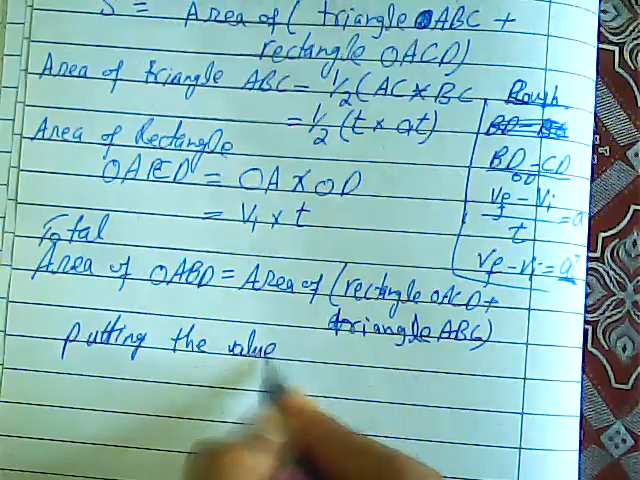 S = Area of ( triangle ABC +
rectangle OACD)
Area of triangle ABC = 1/2 (AC × BC
= 1/2 (t × at)
Area of Rectangle
OACD = OA × OD
= Vi × t
Total
Area of OABD = Area of (rectangle OACD +
triangle ABC)
putting the value
Rough
BD = CD
OD
Vf - Vi = a
t
Vf - Vi = at